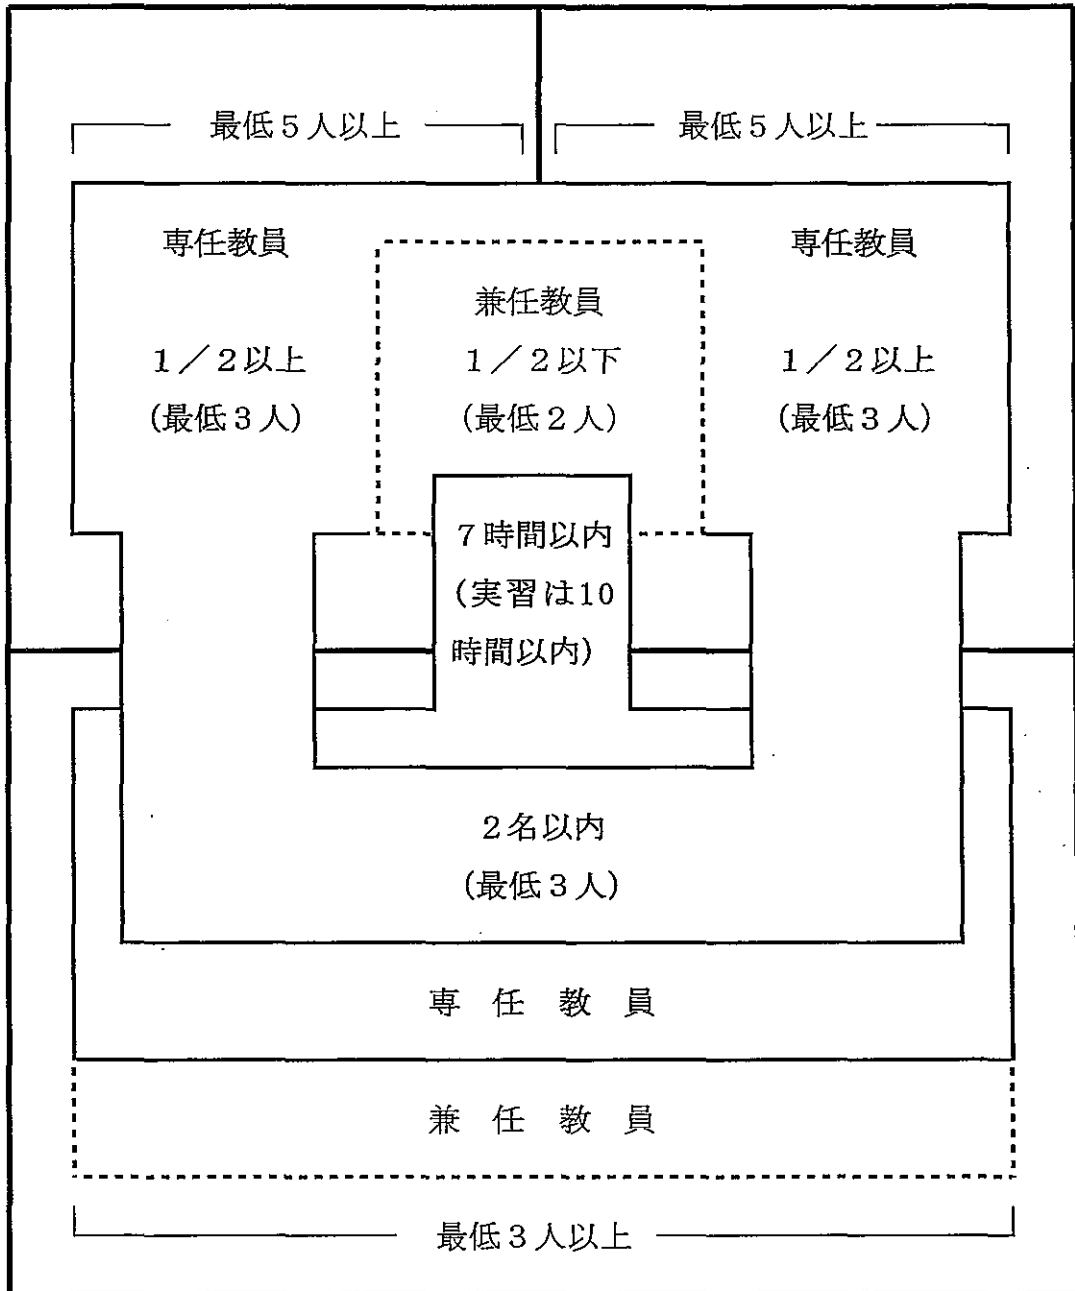 最低5人以上
最低5人以上
専任教員
1／2以上
(最低3人)
兼任教員
1／2以下
(最低2人)
専任教員
1／2以上
(最低3人)
7時間以内
(実習は10
時間以内)
2名以内
(最低3人)
専任教員
兼任教員
最低3人以上